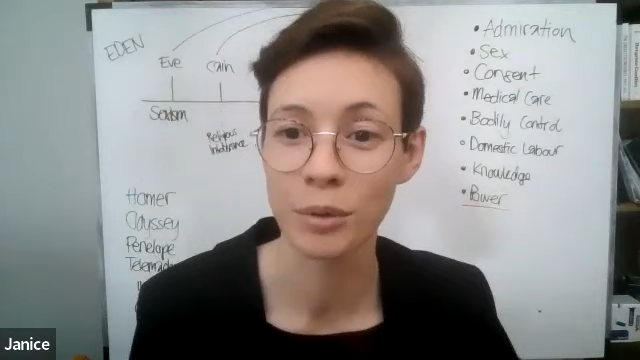 EDEN
Eve
Cain
Religious
Intolerance
Homer
Odyssey
Penelope
• Admiration
• Sex
• Consent
• Medical Care
• Bodily Control
• Domestic Labour
• Knowledge
• Power
Janice